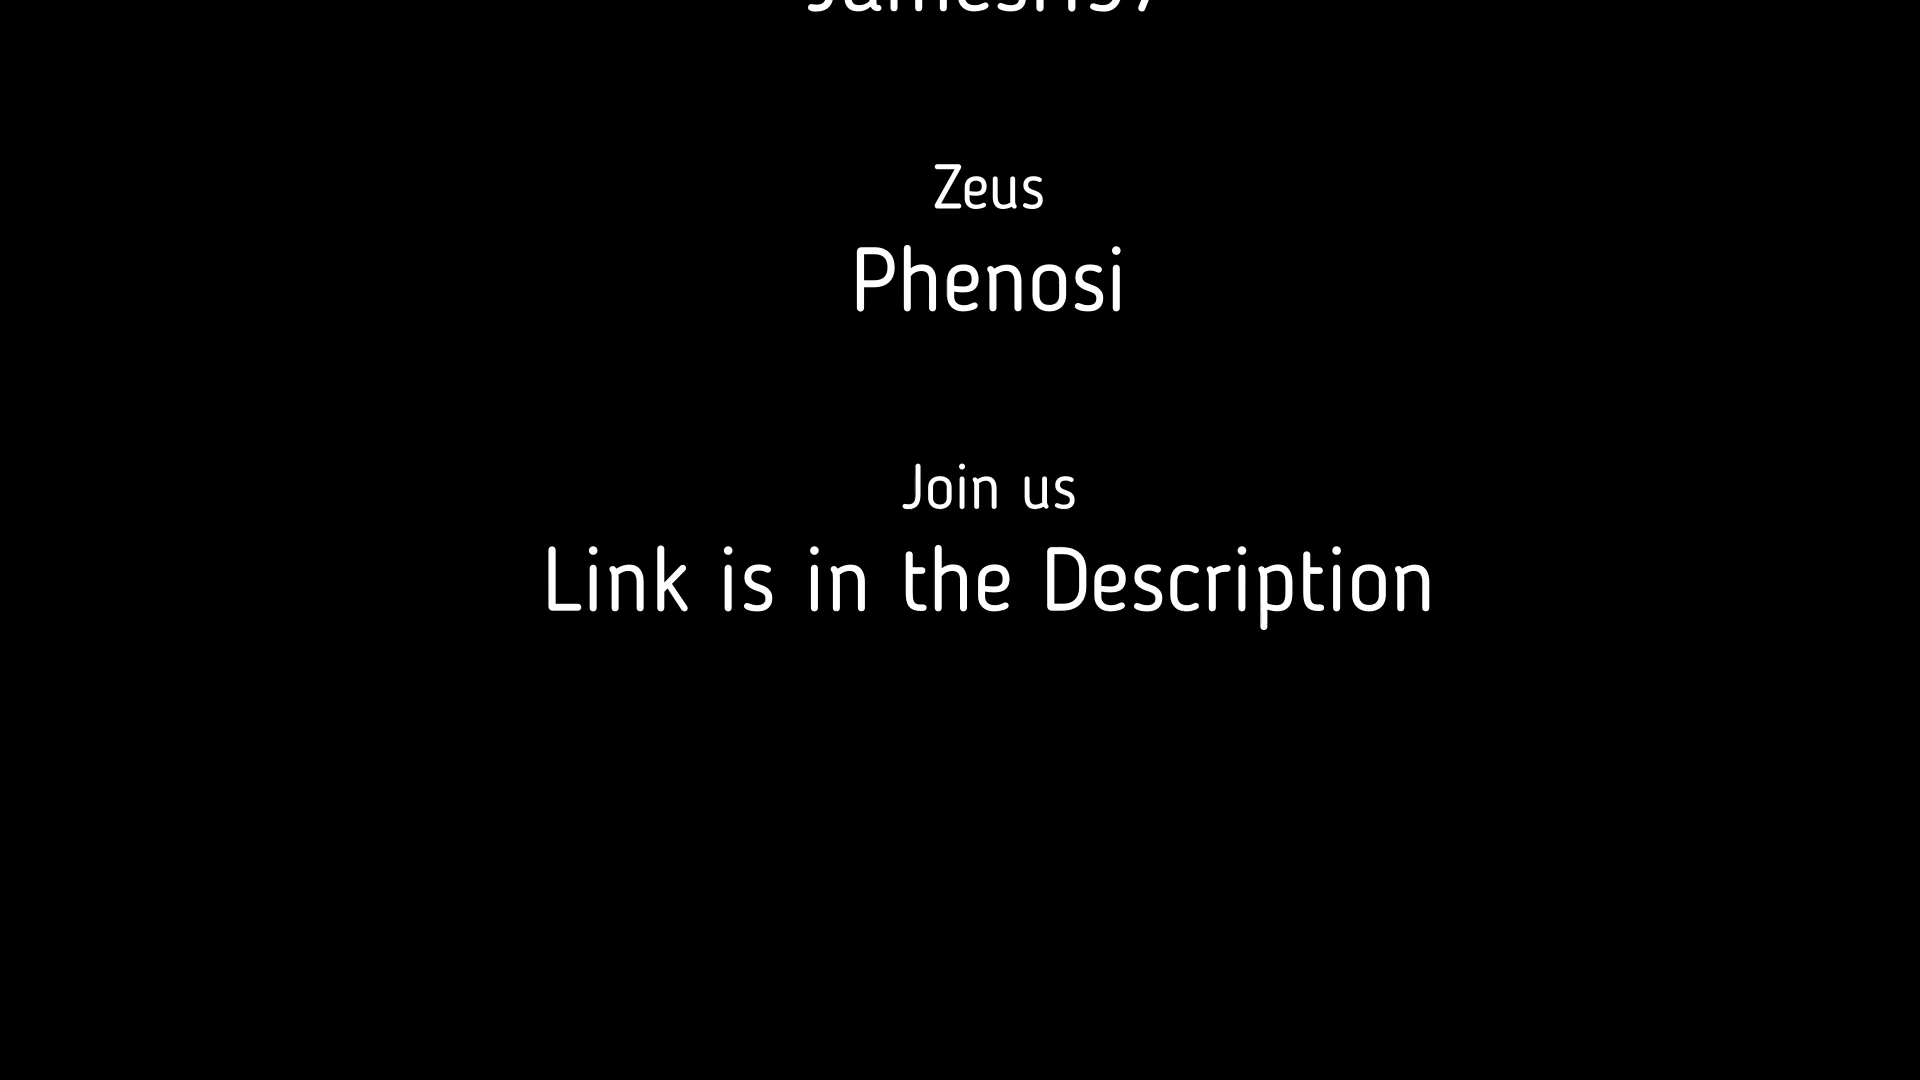 Zeus
Phenosi
Join us
Link is in the Description